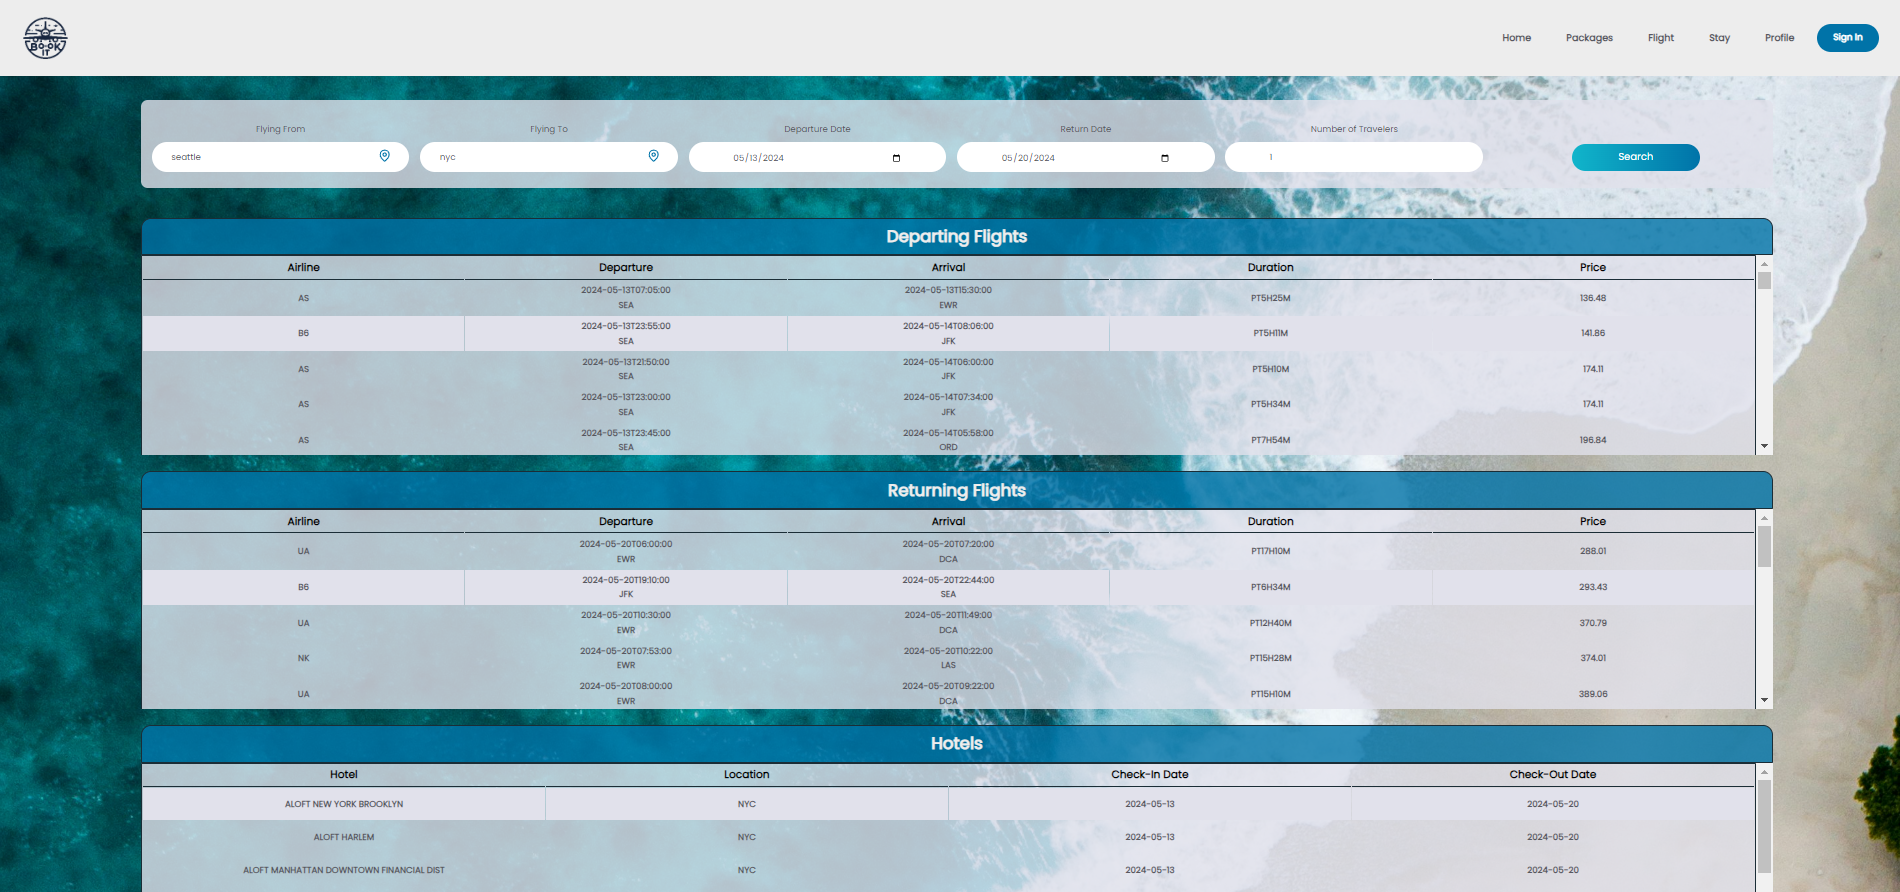 BOOK
IT
Home Packages Flight Stay Profile Sign In
Flying From Flying To Departure Date Return Date Number of Travelers
seattle nyc 05/13/2024 05/20/2024 1 Search
Departing Flights
Airline Departure Arrival Duration Price
AS 2024-05-13T07:05:00 SEA 2024-05-13T15:30:00 EWR PT5H25M 136.48
B6 2024-05-13T23:55:00 SEA 2024-05-14T08:06:00 JFK PT5H11M 141.86
AS 2024-05-13T21:50:00 SEA 2024-05-14T06:00:00 JFK PT5H10M 174.11
AS 2024-05-13T23:00:00 SEA 2024-05-14T07:34:00 JFK PT5H34M 174.11
AS 2024-05-13T23:45:00 SEA 2024-05-14T05:58:00 ORD PT7H54M 196.84
Returning Flights
Airline Departure Arrival Duration Price
UA 2024-05-20T06:00:00 EWR 2024-05-20T07:20:00 DCA PT17H10M 288.01
B6 2024-05-20T19:10:00 JFK 2024-05-20T22:44:00 SEA PT6H34M 293.43
UA 2024-05-20T10:30:00 EWR 2024-05-20T11:49:00 DCA PT12H40M 370.79
NK 2024-05-20T07:53:00 EWR 2024-05-20T10:22:00 LAS PT15H28M 374.01
UA 2024-05-20T08:00:00 EWR 2024-05-20T09:22:00 DCA PT15H10M 389.06
Hotels
Hotel Location Check-In Date Check-Out Date
ALOFT NEW YORK BROOKLYN NYC 2024-05-13 2024-05-20
ALOFT HARLEM NYC 2024-05-13 2024-05-20
ALOFT MANHATTAN DOWNTOWN FINANCIAL DIST NYC 2024-05-13 2024-05-20